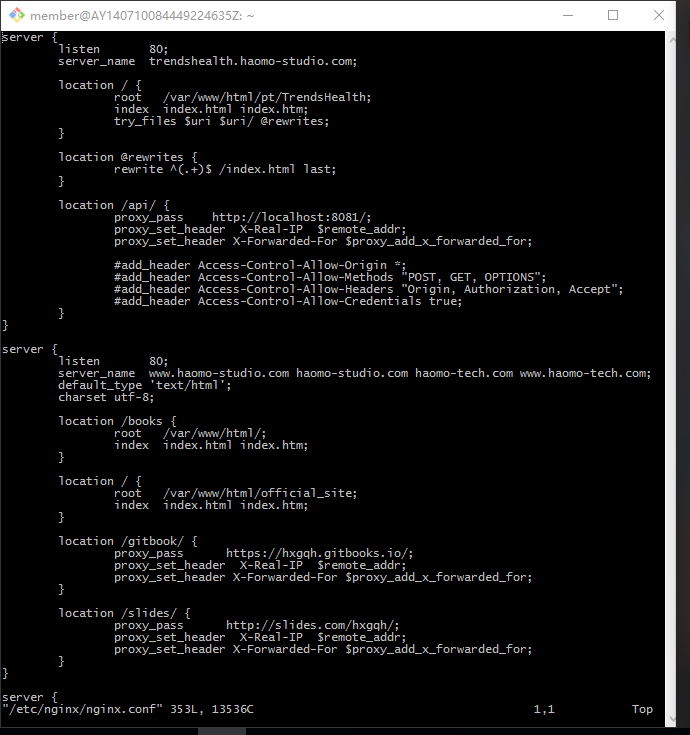 member@AY140710084449224635Z: ~
server {
        listen       80;
        server_name  trendshealth.haomo-studio.com;

        location / {
                root   /var/www/html/pt/TrendsHealth;
                index  index.html index.htm;
                try_files $uri $uri/ @rewrites;
        }

        location @rewrites {
                rewrite ^(.+)$ /index.html last;
        }

        location /api/ {
                proxy_pass    http://localhost:8081/;
                proxy_set_header  X-Real-IP  $remote_addr;
                proxy_set_header X-Forwarded-For $proxy_add_x_forwarded_for;

                #add_header Access-Control-Allow-Origin *;
                #add_header Access-Control-Allow-Methods "POST, GET, OPTIONS";
                #add_header Access-Control-Allow-Headers "Origin, Authorization, Accept";
                #add_header Access-Control-Allow-Credentials true;
        }
}

server {
        listen       80;
        server_name  www.haomo-studio.com haomo-studio.com haomo-tech.com www.haomo-tech.com;
        default_type 'text/html';
        charset utf-8;

        location /books {
                root   /var/www/html/;
                index  index.html index.htm;
        }

        location / {
                root   /var/www/html/official_site;
                index  index.html index.htm;
        }

        location /gitbook/ {
                proxy_pass      https://hxgqh.gitbooks.io/;
                proxy_set_header  X-Real-IP  $remote_addr;
                proxy_set_header X-Forwarded-For $proxy_add_x_forwarded_for;
        }

        location /slides/ {
                proxy_pass      http://slides.com/hxgqh/;
                proxy_set_header  X-Real-IP  $remote_addr;
                proxy_set_header X-Forwarded-For $proxy_add_x_forwarded_for;
        }
}

server {
"/etc/nginx/nginx.conf" 353L, 13536C                                        1,1           Top